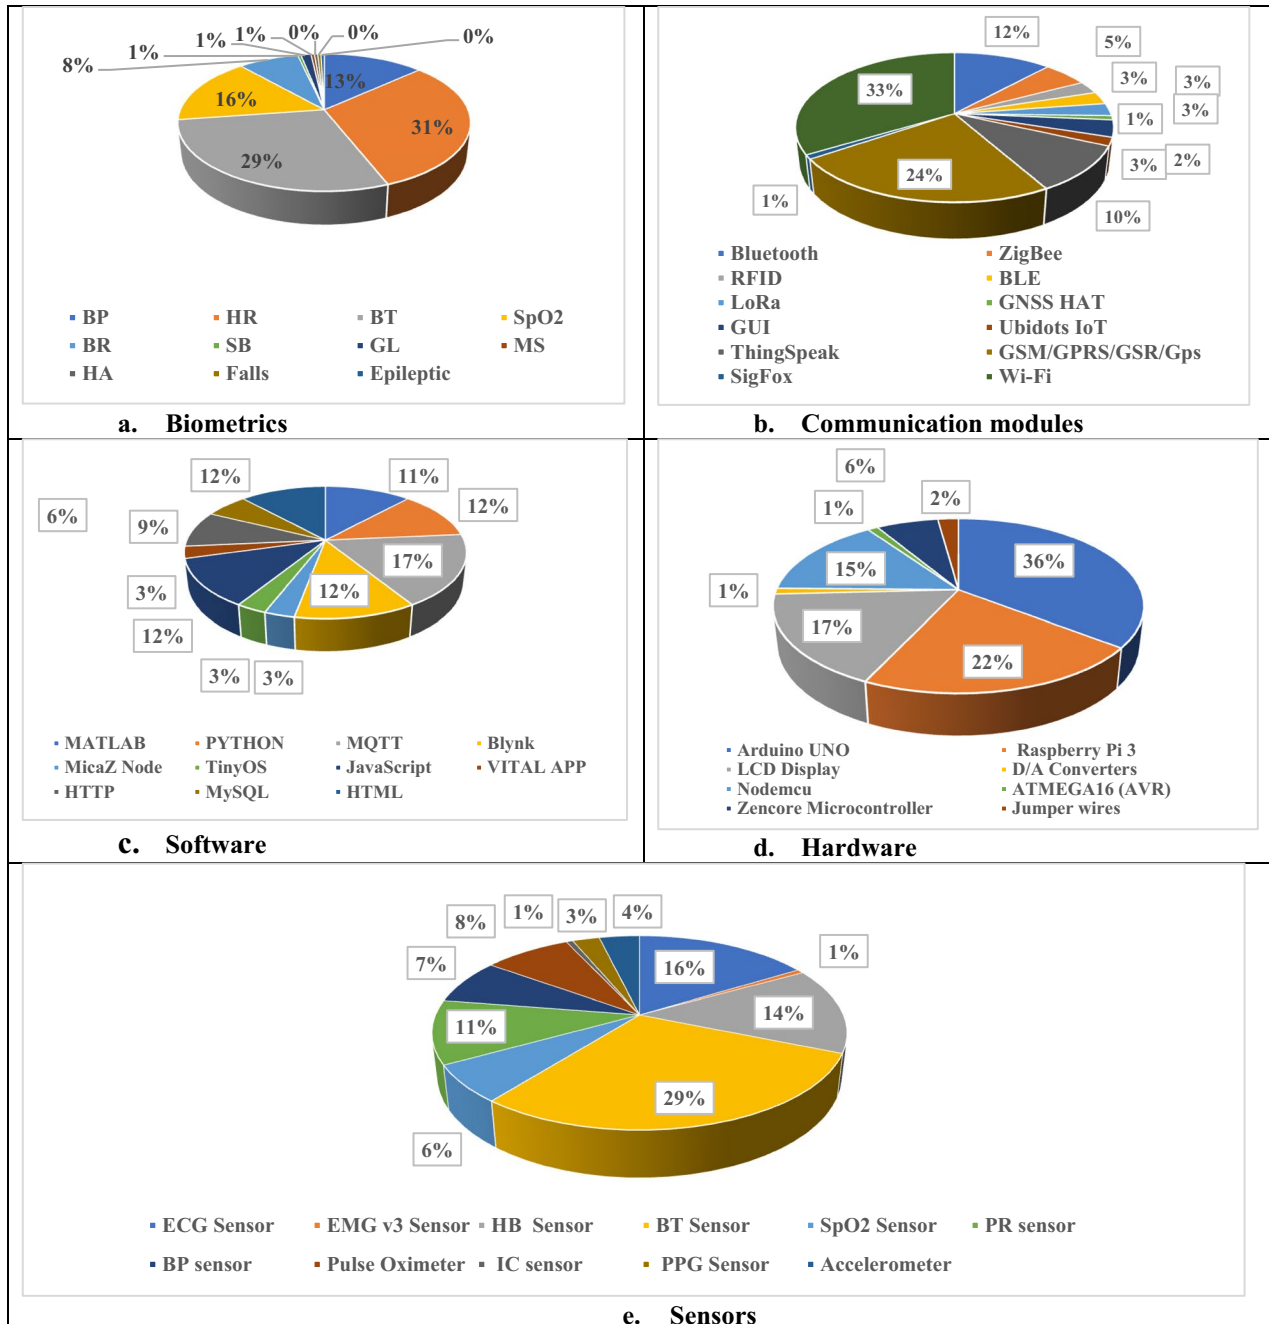 1% 0% 0%
1%
1% 0%
8%
13%
16%
31%
29%
BP HR BT SpO2
BR SB GL MS
HA Falls Epileptic
a. Biometrics
12%
5%
3% 3%
33%
3%
1%
3% 2%
24%
1%
10%
Bluetooth ZigBee
RFID BLE
LoRa GNSS HAT
GUI Ubidots IoT
ThingSpeak GSM/GPRS/GSR/Gps
SigFox Wi-Fi
b. Communication modules
12% 11%
6% 9% 12%
17%
3% 12%
12%
3% 3%
MATLAB PYTHON MQTT Blynk
MicaZ Node TinyOS JavaScript VITAL APP
HTTP MySQL HTML
c. Software
6%
1% 2%
36%
15%
1%
17% 22%
Arduino UNO Raspberry Pi 3
LCD Display D/A Converters
Nodemcu ATMEGA16 (AVR)
Zencore Microcontroller Jumper wires
d. Hardware
8% 1% 3% 4%
7% 16% 1%
14%
11%
29%
6%
ECG Sensor EMG v3 Sensor HB Sensor BT Sensor SpO2 Sensor PR sensor
BP sensor Pulse Oximeter IC sensor PPG Sensor Accelerometer
e. Sensors